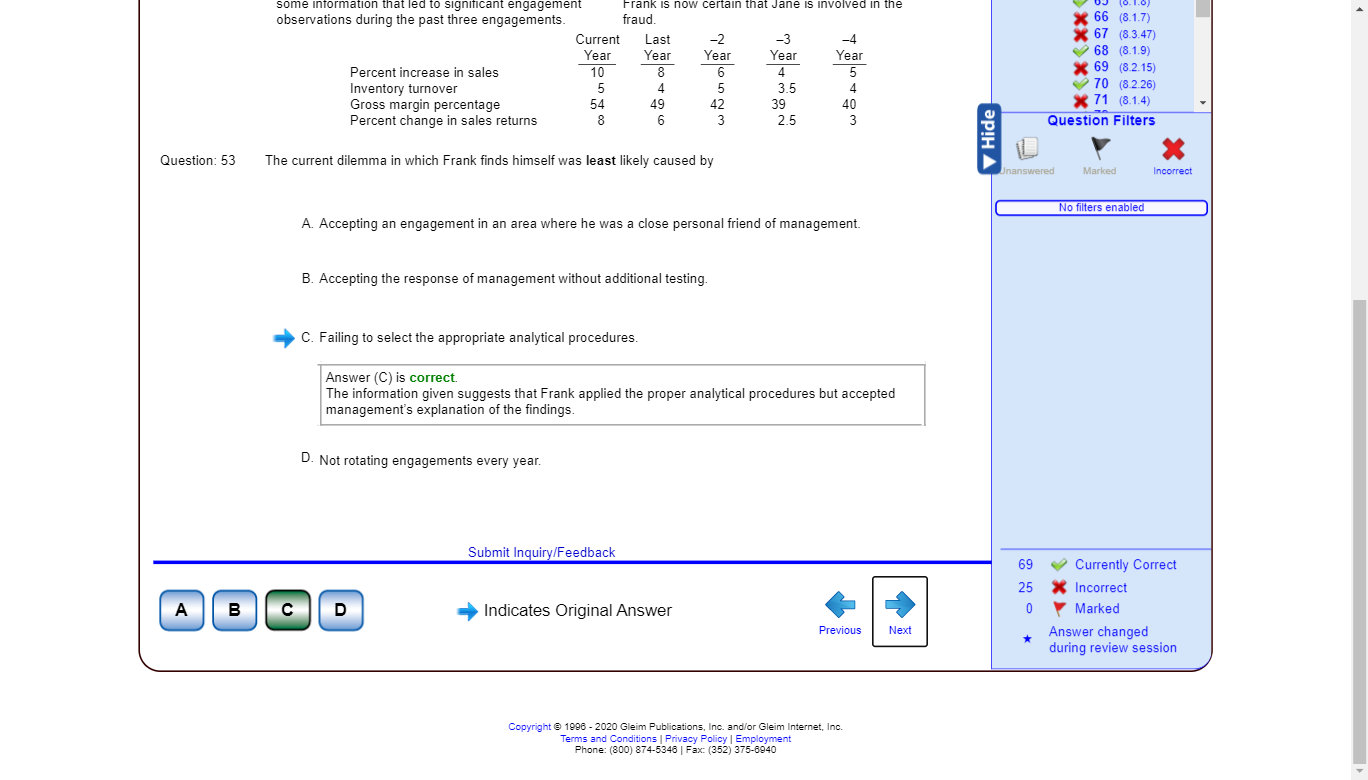 some information that led to significant engagement
observations during the past three engagements.
Frank is now certain that Jane is involved in the
fraud.
Current Last –2 –3 –4
Year Year Year Year Year
Percent increase in sales 10 8 6 4 5
Inventory turnover 5 4 5 3.5 4
Gross margin percentage 54 49 42 39 40
Percent change in sales returns 8 6 3 2.5 3
Question: 53 The current dilemma in which Frank finds himself was least likely caused by
A. Accepting an engagement in an area where he was a close personal friend of management.
B. Accepting the response of management without additional testing.
C. Failing to select the appropriate analytical procedures.
Answer (C) is correct.
The information given suggests that Frank applied the proper analytical procedures but accepted
management's explanation of the findings.
D. Not rotating engagements every year.
Submit Inquiry/Feedback
A B C D
Indicates Original Answer
Previous
Next
65 (8.1.8)
66 (8.1.7)
67 (8.3.47)
68 (8.1.9)
69 (8.2.15)
70 (8.2.26)
71 (8.1.4)
Hide
Question Filters
Unanswered Marked Incorrect
No filters enabled
69 Currently Correct
25 Incorrect
0 Marked
Answer changed
during review session
Copyright © 1996 - 2020 Gleim Publications, Inc. and/or Gleim Internet, Inc.
Terms and Conditions | Privacy Policy | Employment
Phone: (800) 874-5346 | Fax: (352) 375-6940